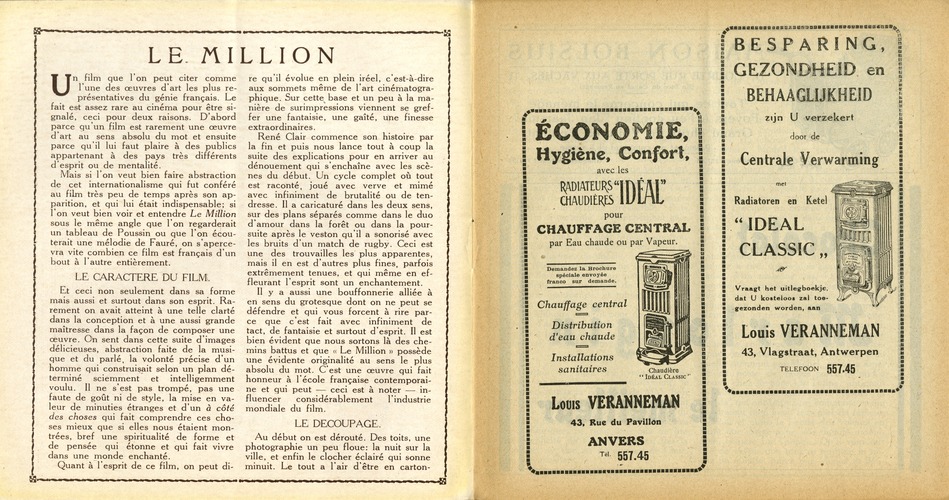 LE MILLION
Un film que l'on peut citer comme
l'une des œuvres d'art les plus re-
présentatives du génie français. Le
fait est assez rare au cinéma pour être si-
gnalé, ceci pour deux raisons. D'abord
parce qu'un film est rarement une œuvre
d'art au sens absolu du mot et ensuite
parce qu'il lui faut plaire à des publics
appartenant à des pays très différents
d'esprit ou de mentalité.
Mais si l'on veut bien faire abstraction
de cet internationalisme qui fut conféré
au film très peu de temps après son ap-
parition, et qui lui était indispensable; si
l'on veut bien voir et entendre Le Million
sous le même angle que l'on regarderait
un tableau de Poussin ou que l'on écou-
terait une mélodie de Fauré, on s'aperce-
vra vite combien ce film est français d'un
bout à l'autre entièrement.
LE CARACTERE DU FILM.
Et ceci non seulement dans sa forme
mais aussi et surtout dans son esprit. Ra-
rement on avait atteint à une telle clarté
dans la conception et à une aussi grande
maîtresse dans la façon de composer une
œuvre. On sent dans cette suite d'images
délicieuses, abstraction faite de la musi-
que et du parlé, la volonté précise d'un
homme qui construisait selon un plan dé-
terminé sciemment et intelligemment
voulu. Il ne s'est pas trompé, pas une
faute de goût ni de style, la mise en va-
leur de minuties étranges et d'un à côté
des choses qui fait comprendre ces cho-
ses mieux que si elles nous étaient mon-
trées, bref une spiritualité de forme et
de pensée qui étonne et qui fait vivre
dans une monde enchanté.
Quant à l'esprit de ce film, on peut di-
re qu'il évolue en plein iréel, c'est-à-dire
aux sommets même de l'art cinématogra-
phique. Sur cette base et un peu à la ma-
nière de surimpressions viennent se gref-
fer une fantaisie, une gaîté, une finesse
extraordinaires.
René Clair commence son histoire par
la fin et puis nous lance tout à coup la
suite des explications pour en arriver au
dénouement qui s'enchaîne avec les scè-
nes du début. Un cycle complet où tout
est raconté, joué avec verve et mimé
avec infiniment de brutalité ou de ten-
dresse. Il a caricaturé dans les deux sens,
sur des plans séparés comme dans le duo
d'amour dans la forêt ou dans la pour-
suite après le veston qu'il a sonorisé avec
les bruits d'un match de rugby. Ceci est
une des trouvailles les plus apparentes,
mais il en est d'autres plus fines, parfois
extrêmement tenues, et qui même en ef-
fleurant l'esprit sont un enchantement.
Il y a aussi une bouffonnerie alliée à
en sens du grotesque dont on ne peut se
défendre et qui vous forcent à rire par-
ce que c'est fait avec infiniment de
tact, de fantaisie et surtout d'esprit. Il est
bien évident que nous sortons là des che-
mins battus et que « Le Million » possède
une évidente originalité au sens le plus
absolu du mot. C'est une œuvre qui fait
honneur à l'école française contemporai-
ne et qui peut — ceci est à noter — in-
fluencer considérablement l'industrie
mondiale du film.
LE DECOUPAGE.
Au début on est dérouté. Des toits, une
photographie un peu floue: la nuit sur la
ville, et enfin le clocher éclairé qui sonne
minuit. Le tout a l'air d'être en carton-
ÉCONOMIE,
Hygiène, Confort,
avec les
RADIATEURS
CHAUDIÈRES
"IDÉAL"
pour
CHAUFFAGE CENTRAL
par Eau chaude ou par Vapeur.
Demandez la Brochure
spéciale envoyée
franco sur demande.
Chauffage central
Distribution
d'eau chaude
Installations
sanitaires
Chaudière
"IDEAL CLASSIC"
LOUIS VERANNEMAN
43, Rue du Pavillon
ANVERS
Tél. 557.45
BESPARING,
GEZONDHEID en
BEHAAGLIJKHEID
zijn U verzekert
door de
Centrale Verwarming
met
Radiatoren en Ketel
"IDEAL
CLASSIC„
Vraagt het uitlegboekje,
dat U kosteloos zal toe-
gezonden worden, aan
Louis VERANNEMAN
43, Vlagstraat, Antwerpen
TELEFOON 557.45